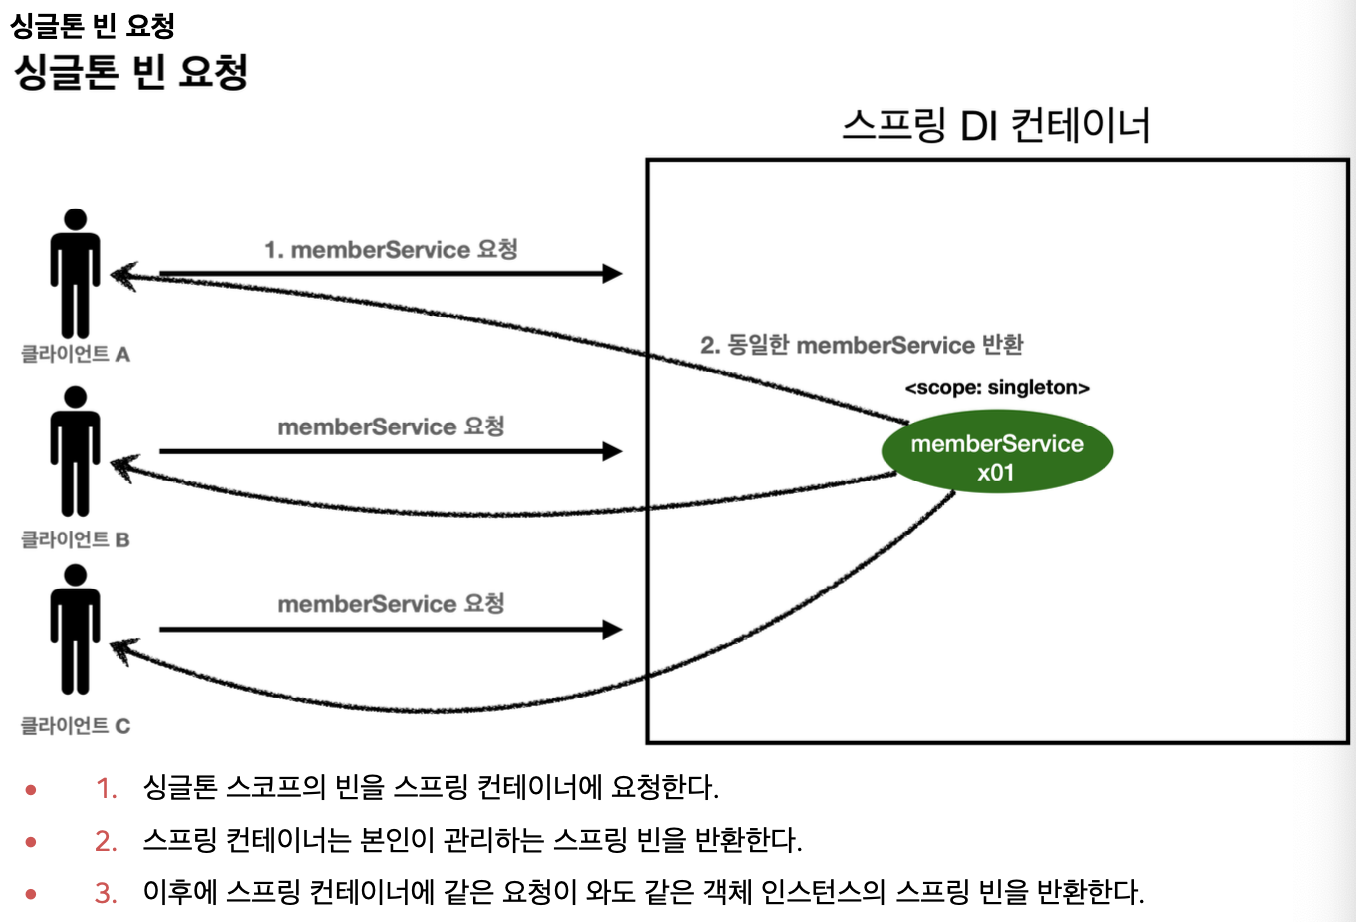 싱글톤 빈 요청
싱글톤 빈 요청
스프링 DI 컨테이너
1. memberService 요청
클라이언트 A
2. 동일한 memberService 반환
<scope: singleton>
memberService
x01
memberService 요청
클라이언트 B
memberService 요청
클라이언트 C
• 1. 싱글톤 스코프의 빈을 스프링 컨테이너에 요청한다.
• 2. 스프링 컨테이너는 본인이 관리하는 스프링 빈을 반환한다.
• 3. 이후에 스프링 컨테이너에 같은 요청이 와도 같은 객체 인스턴스의 스프링 빈을 반환한다.